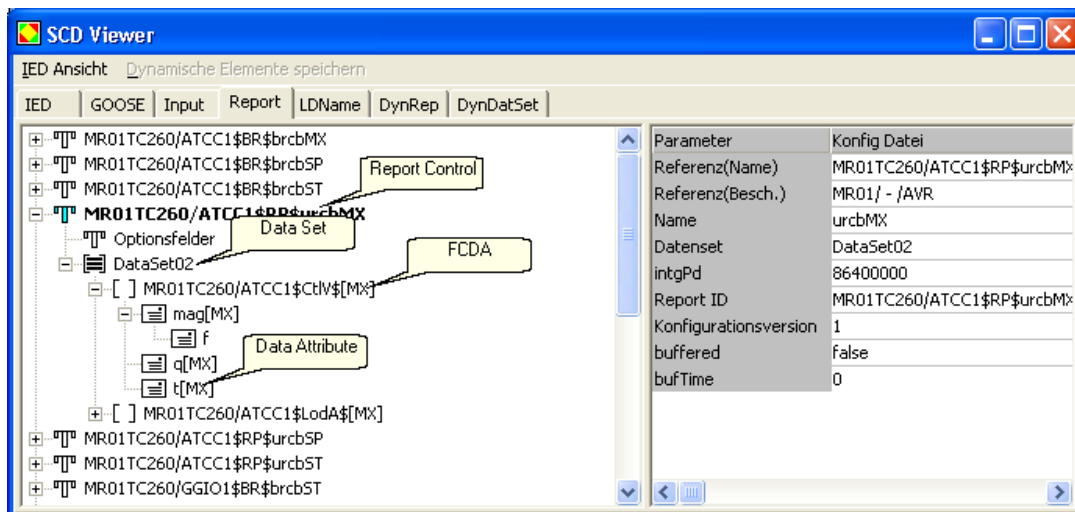 SCD Viewer
IED Ansicht Dynamische Elemente speichern
IED GOOSE Input Report LDName DynRep DynDatSet
MR01TC260/ATCC1$BR$brcbMX
MR01TC260/ATCC1$BR$brcbSP
Report Control
MR01TC260/ATCC1$BR$brcbST
MR01TC260/ATCC1$RP$urcbMX
Data Set
Optionsfelder
FCDA
DataSet02
MR01TC260/ATCC1$CtlV$[MX]
mag[MX]
f
Data Attribute
q[MX]
t[MX]
MR01TC260/ATCC1$LodA$[MX]
MR01TC260/ATCC1$RP$urcbSP
MR01TC260/ATCC1$RP$urcbST
MR01TC260/GGIO1$BR$brcbST
Parameter Konfig Datei
Referenz(Name) MR01TC260/ATCC1$RP$urcbMX
Referenz(Besch.) MR01/ - /AVR
Name urcbMX
Datenset DataSet02
intgPd 86400000
Report ID MR01TC260/ATCC1$RP$urcbMX
Konfigurationsversion 1
buffered false
bufTime 0